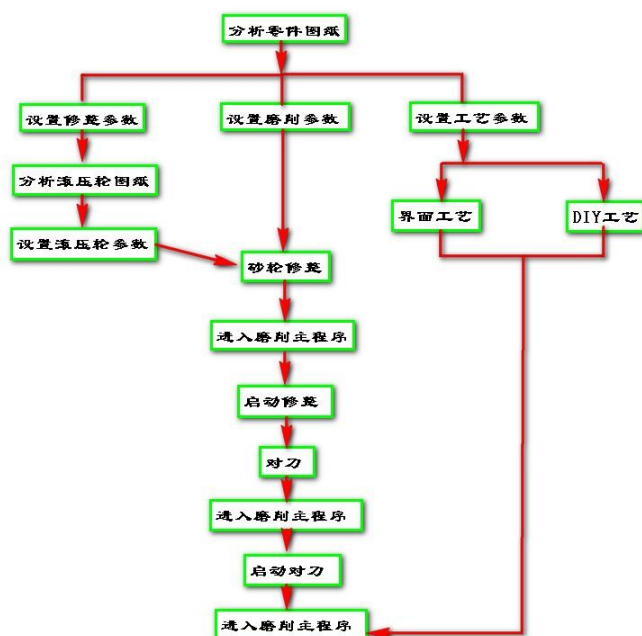 分析零件图纸
设置修整参数
设置磨削参数
设置工艺参数
分析滚压轮图纸
设置滚压轮参数
界面工艺
DIY工艺
砂轮修整
进入磨削主程序
启动修整
对刀
进入磨削主程序
启动对刀
进入磨削主程序